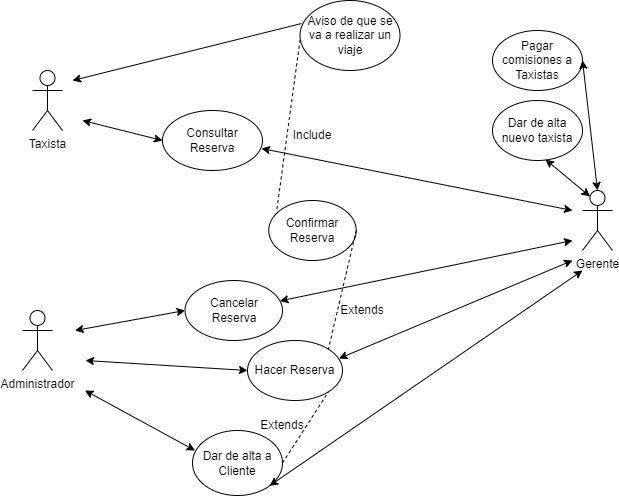 Aviso de que se
va a realizar un
viaje
Pagar
comisiones a
Taxistas
Dar de alta
nuevo taxista
Taxista
Consultar
Reserva
Include
Confirmar
Reserva
Gerente
Cancelar
Reserva
Extends
Administrador
Hacer Reserva
Extends
Dar de alta a
Cliente